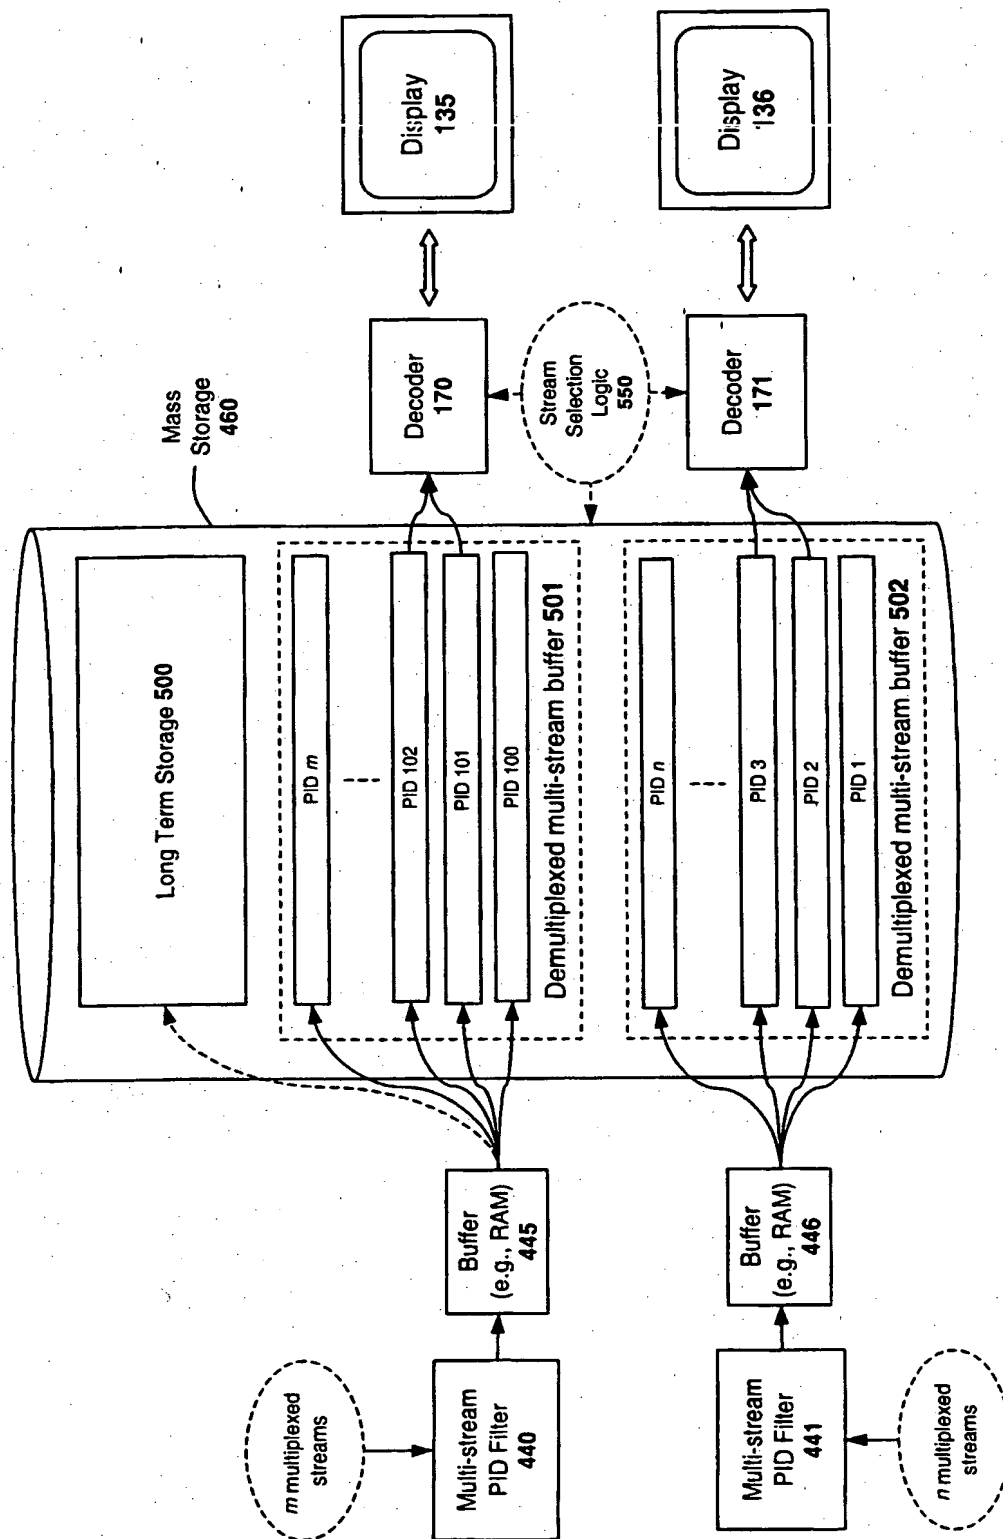 m multiplexed
streams
Multi-stream
PID Filter
440
Buffer
(e.g., RAM)
445
Mass
Storage
460
Long Term Storage 500
PID m
PID 102
PID 101
PID 100
Demultiplexed multi-stream buffer 501
Decoder
170
Display
135
Stream
Selection
Logic
550
n multiplexed
streams
Multi-stream
PID Filter
441
Buffer
(e.g., RAM)
446
PID n
PID 3
PID 2
PID 1
Demultiplexed multi-stream buffer 502
Decoder
171
Display
136